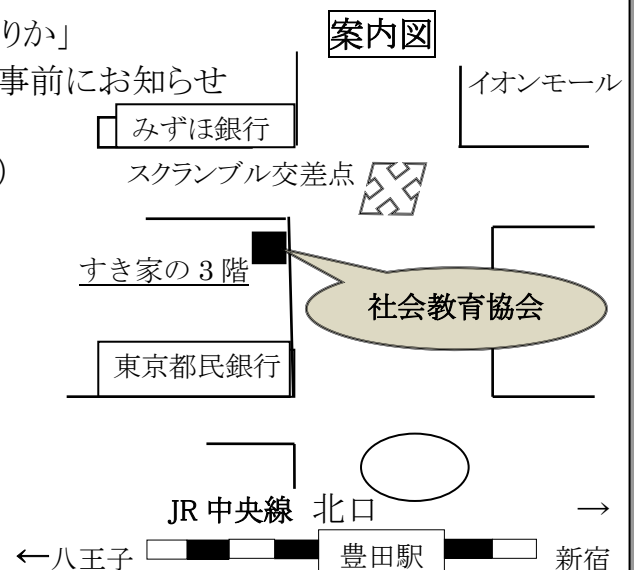 りか」
案内図
事前にお知らせ
イオンモール
みずほ銀行
)
スクランブル交差点
すき家の３階
社会教育協会
東京都民銀行
JR中央線 北口 →
←八王子 豊田駅 新宿